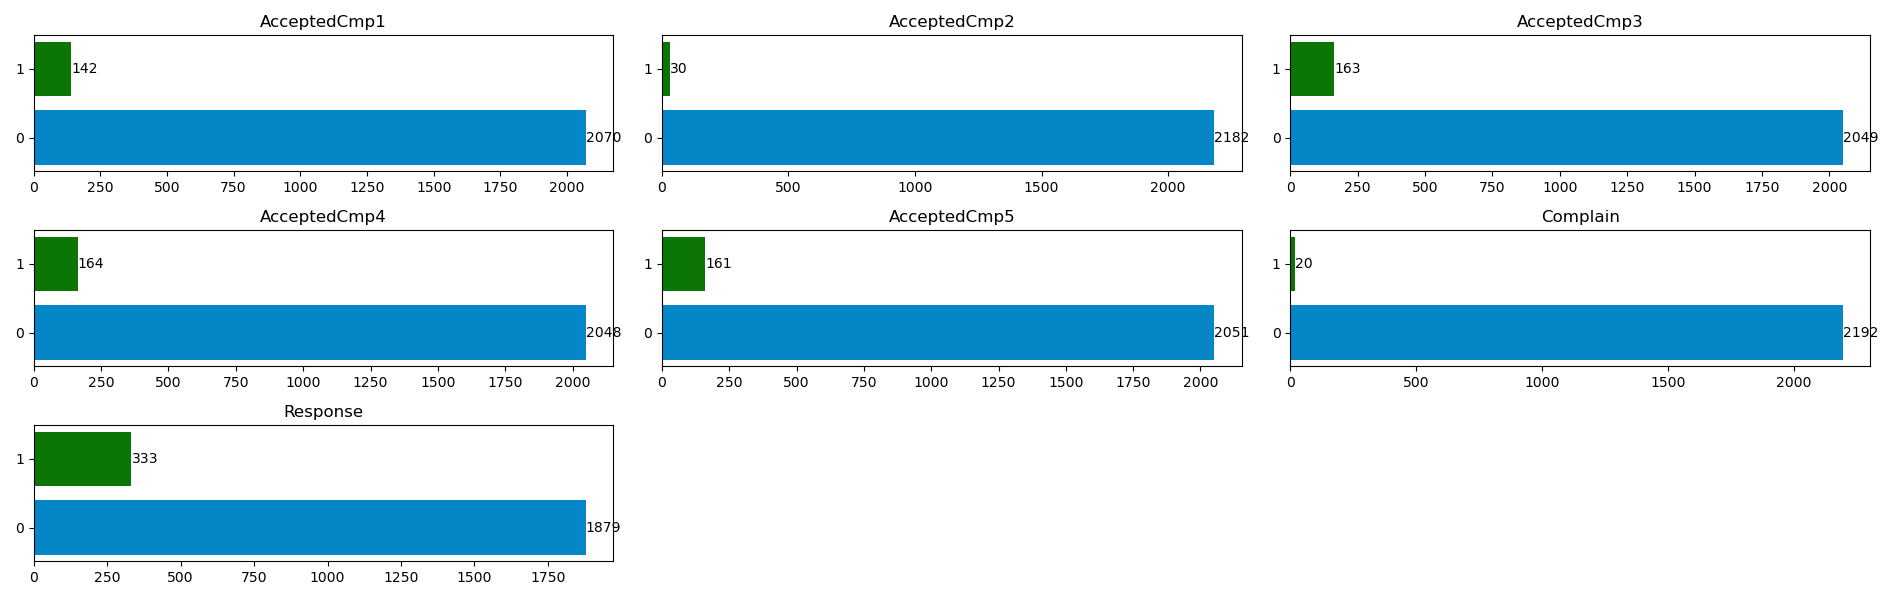 AcceptedCmp1 AcceptedCmp2 AcceptedCmp3
1 142 1 30 1 163
0 2070 0 2182 0 2049
0 250 500 750 1000 1250 1500 1750 2000 0 500 1000 1500 2000 0 250 500 750 1000 1250 1500 1750 2000
AcceptedCmp4 AcceptedCmp5 Complain
1 164 1 161 1 20
0 2048 0 2051 0 2192
0 250 500 750 1000 1250 1500 1750 2000 0 250 500 750 1000 1250 1500 1750 2000 0 500 1000 1500 2000
Response
1 333
0 1879
0 250 500 750 1000 1250 1500 1750